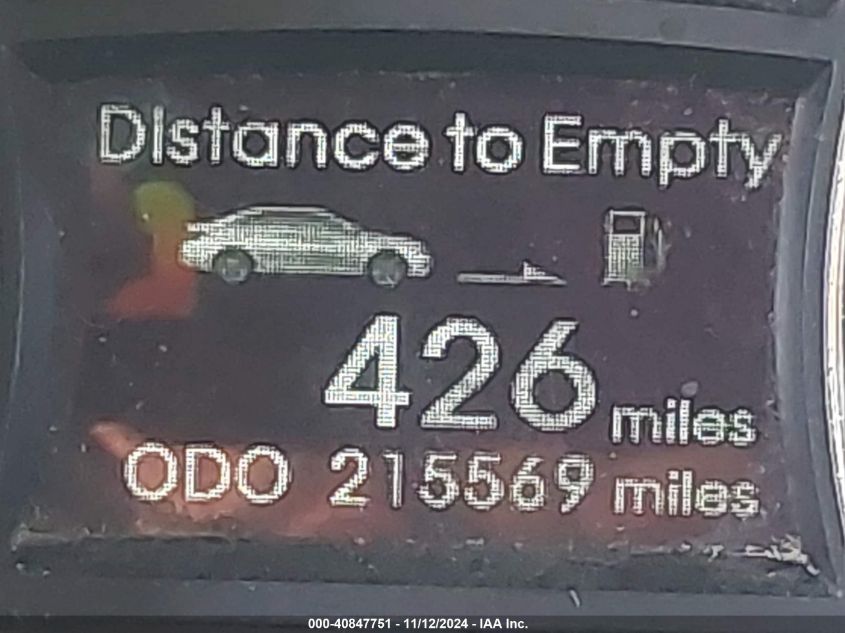 Distance to Empty
426 miles
ODO 215569 miles
000-40847751 - 11/12/2024 - IAA Inc.